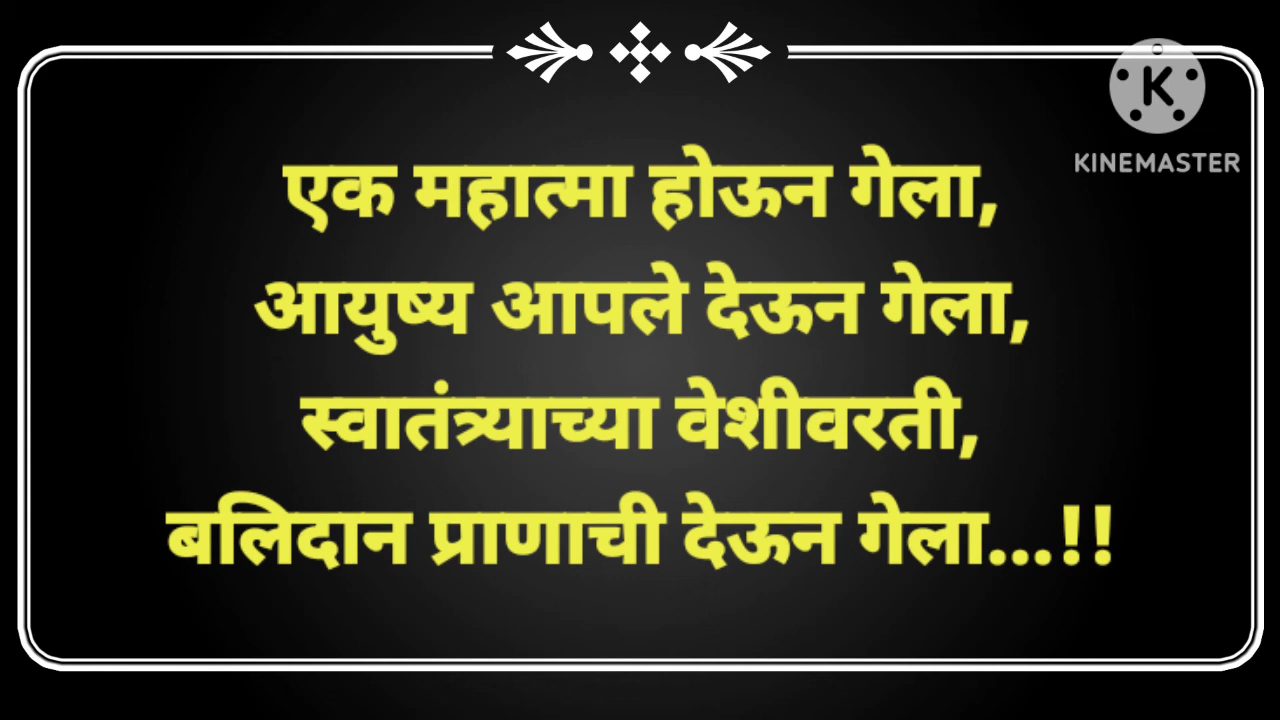 KINEMASTER
एक महात्मा होऊन गेला,
आयुष्य आपले देऊन गेला,
स्वातंत्र्याच्या वेशीवरती,
बलिदान प्राणाची देऊन गेला...!!